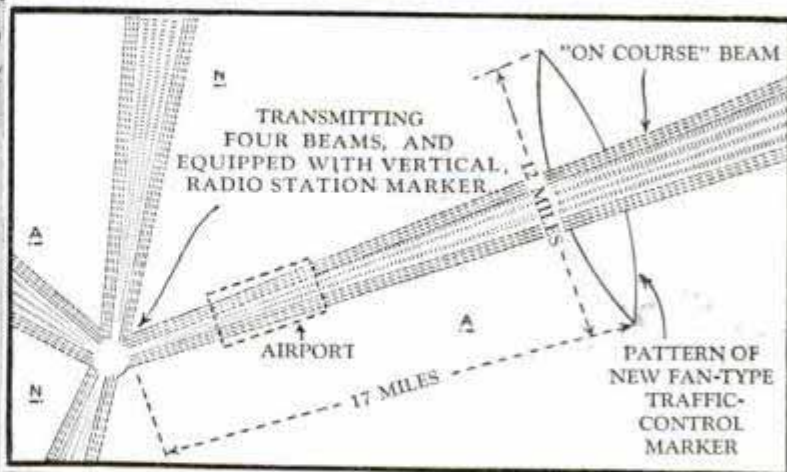 "ON COURSE" BEAM
N
TRANSMITTING
FOUR BEAMS, AND
EQUIPPED WITH VERTICAL
RADIO STATION MARKER
12 MILES
A
A
AIRPORT
17 MILES
N
PATTERN OF
NEW FAN-TYPE
TRAFFIC-
CONTROL
MARKER